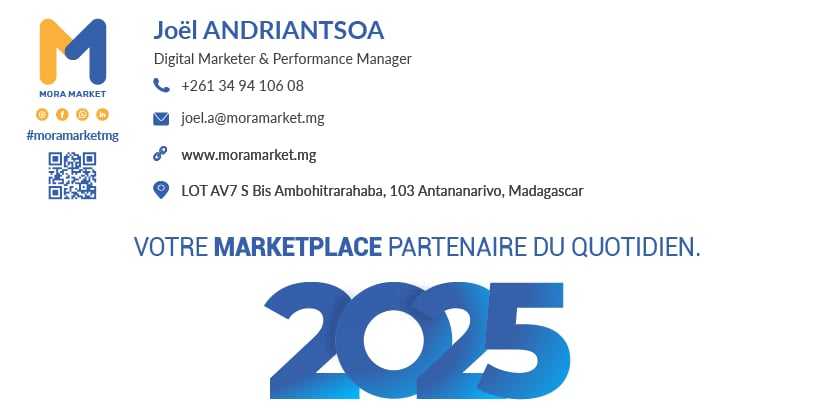 MORA MARKET
#moramarketmg
Joël ANDRIANTSOA
Digital Marketer & Performance Manager
+261 34 94 106 08
joel.a@moramarket.mg
www.moramarket.mg
LOT AV7 S Bis Ambohitrarahaba, 103 Antananarivo, Madagascar
VOTRE MARKETPLACE PARTENAIRE DU QUOTIDIEN.
2025